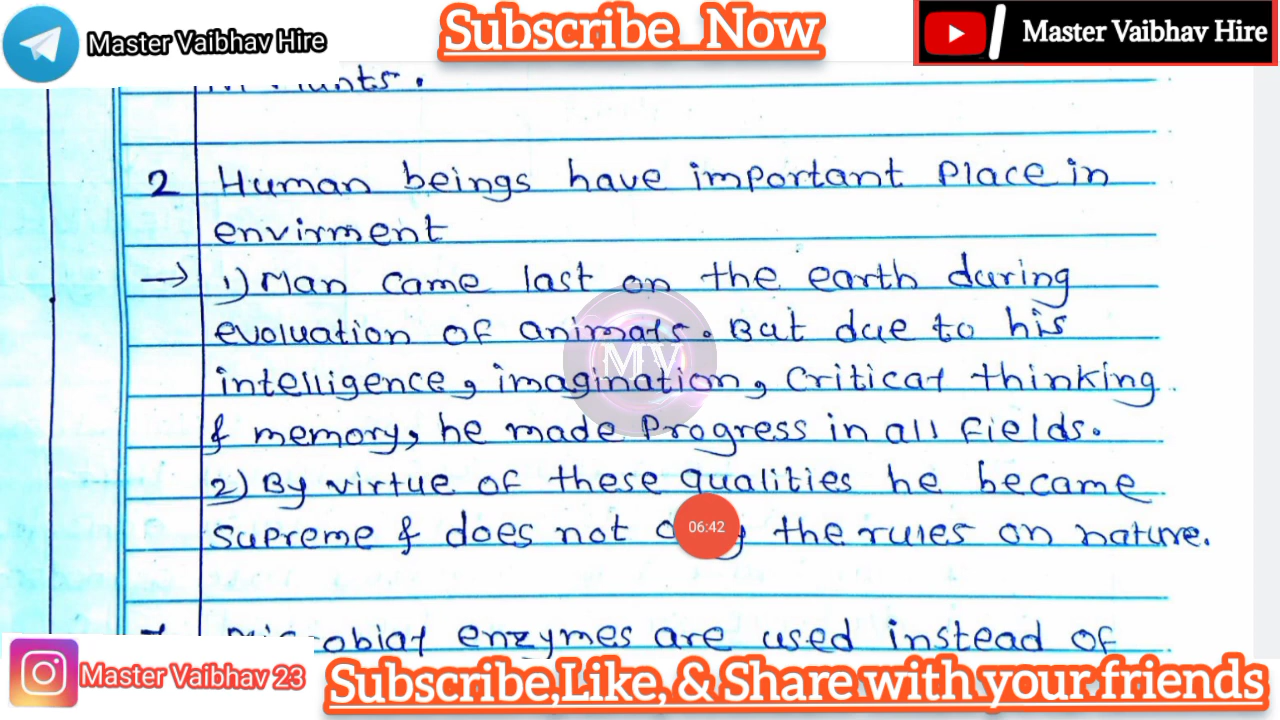 Master Vaibhav Hire
Subscribe Now
Master Vaibhav Hire
2 Human beings have important Place in
envirment
→ 1) Man came last on the earth during
evoluation of animals. But due to his
intelligence, imagination, Critical thinking
& memory, he made Progress in all Fields.
2) By virtue of these qualities he became
Supreme & does not the rules on nature.
MV
06:42
enzymes are used instead of
Master Vaibhav 23
Subscribe,Like, & Share with your friends